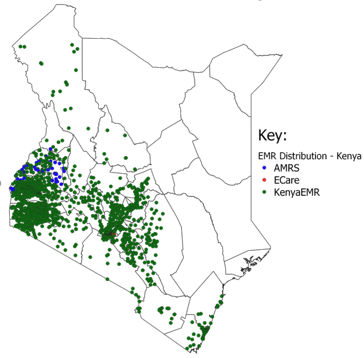 Key:
EMR Distribution - Kenya
AMRS
ECare
KenyaEMR